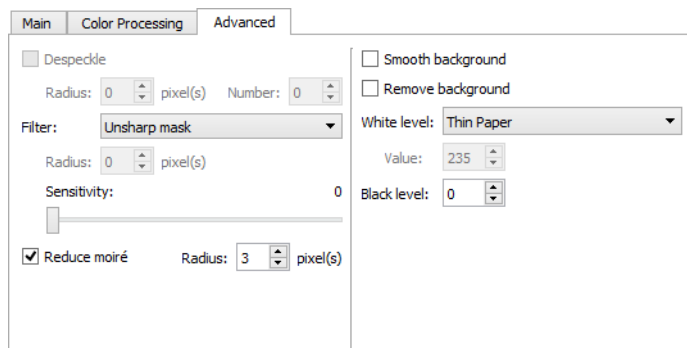 Main Color Processing Advanced
Despeckle
Radius: 0 pixel(s) Number: 0
Filter: Unsharp mask
Radius: 0 pixel(s)
Sensitivity: 0
Reduce moiré Radius: 3 pixel(s)
Smooth background
Remove background
White level: Thin Paper
Value: 235
Black level: 0